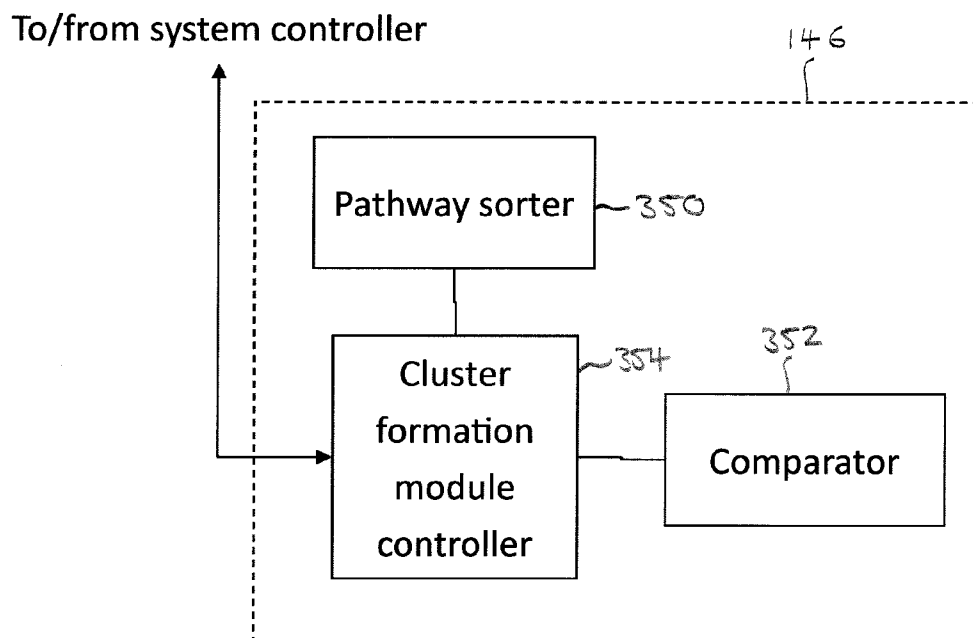 To/from system controller
146
Pathway sorter
350
Cluster
formation
module
controller
354
352
Comparator